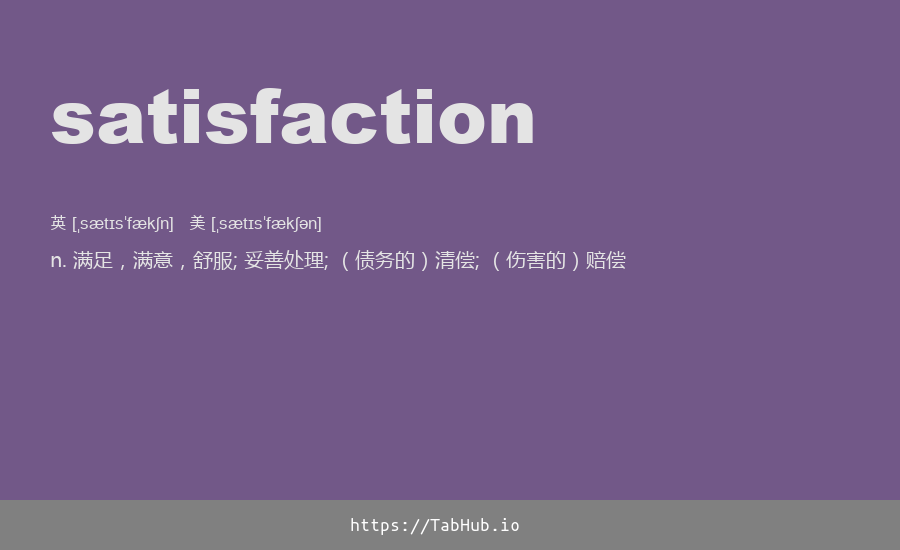 satisfaction
英 [ˌsætɪsˈfækʃn] 美 [ˌsætɪsˈfækʃən]
n. 满足，满意，舒服; 妥善处理; （债务的）清偿; （伤害的）赔偿
https://TabHub.io